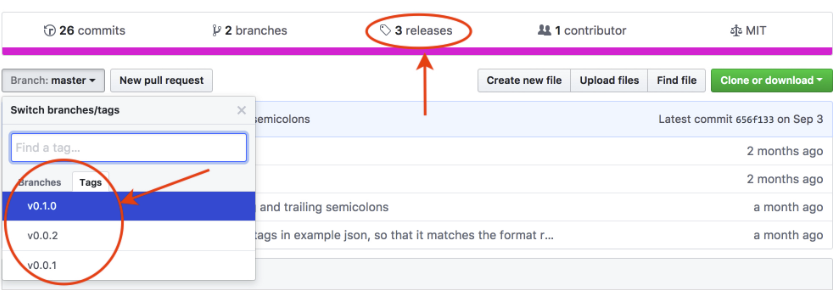 26 commits 2 branches 3 releases 1 contributor MIT
Branch: master New pull request Create new file Upload files Find file Clone or download
Switch branches/tags
semicolons Latest commit 656f133 on Sep 3
Find a tag...
2 months ago
Branches Tags 2 months ago
v0.1.0 and trailing semicolons a month ago
v0.0.2 tags in example json, so that it matches the format r... a month ago
v0.0.1